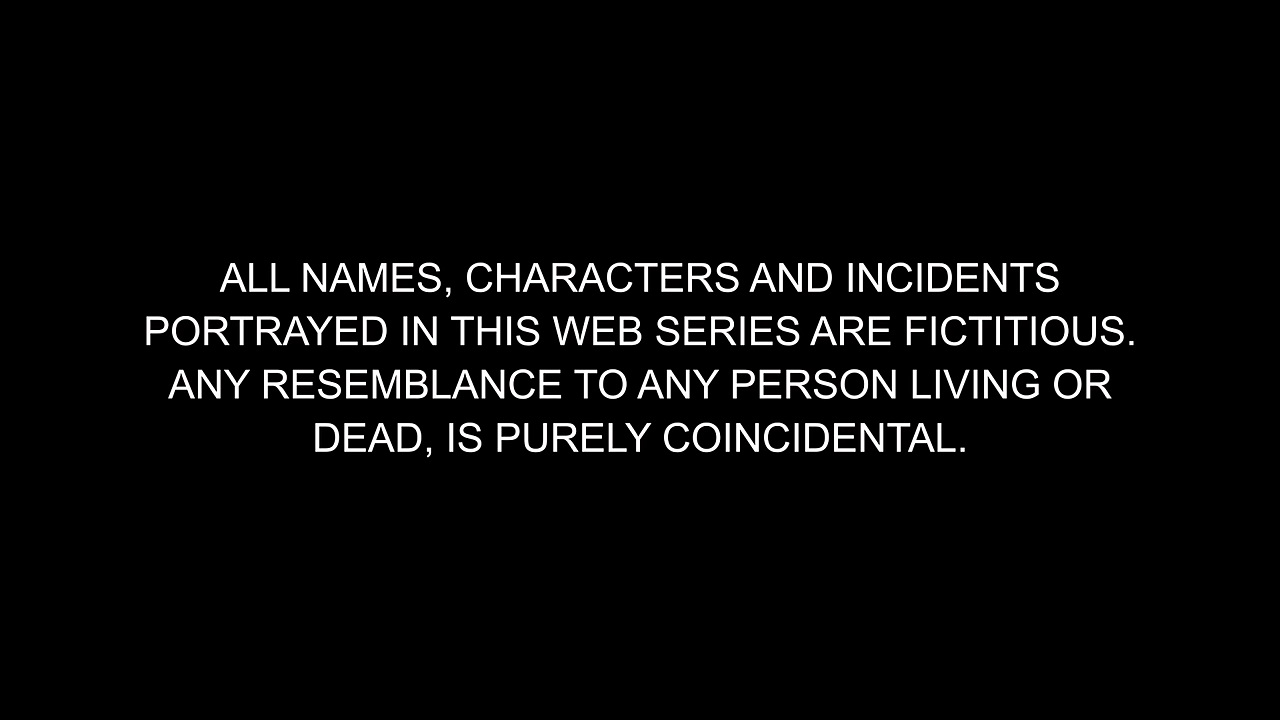 ALL NAMES, CHARACTERS AND INCIDENTS
PORTRAYED IN THIS WEB SERIES ARE FICTITIOUS.
ANY RESEMBLANCE TO ANY PERSON LIVING OR
DEAD, IS PURELY COINCIDENTAL.